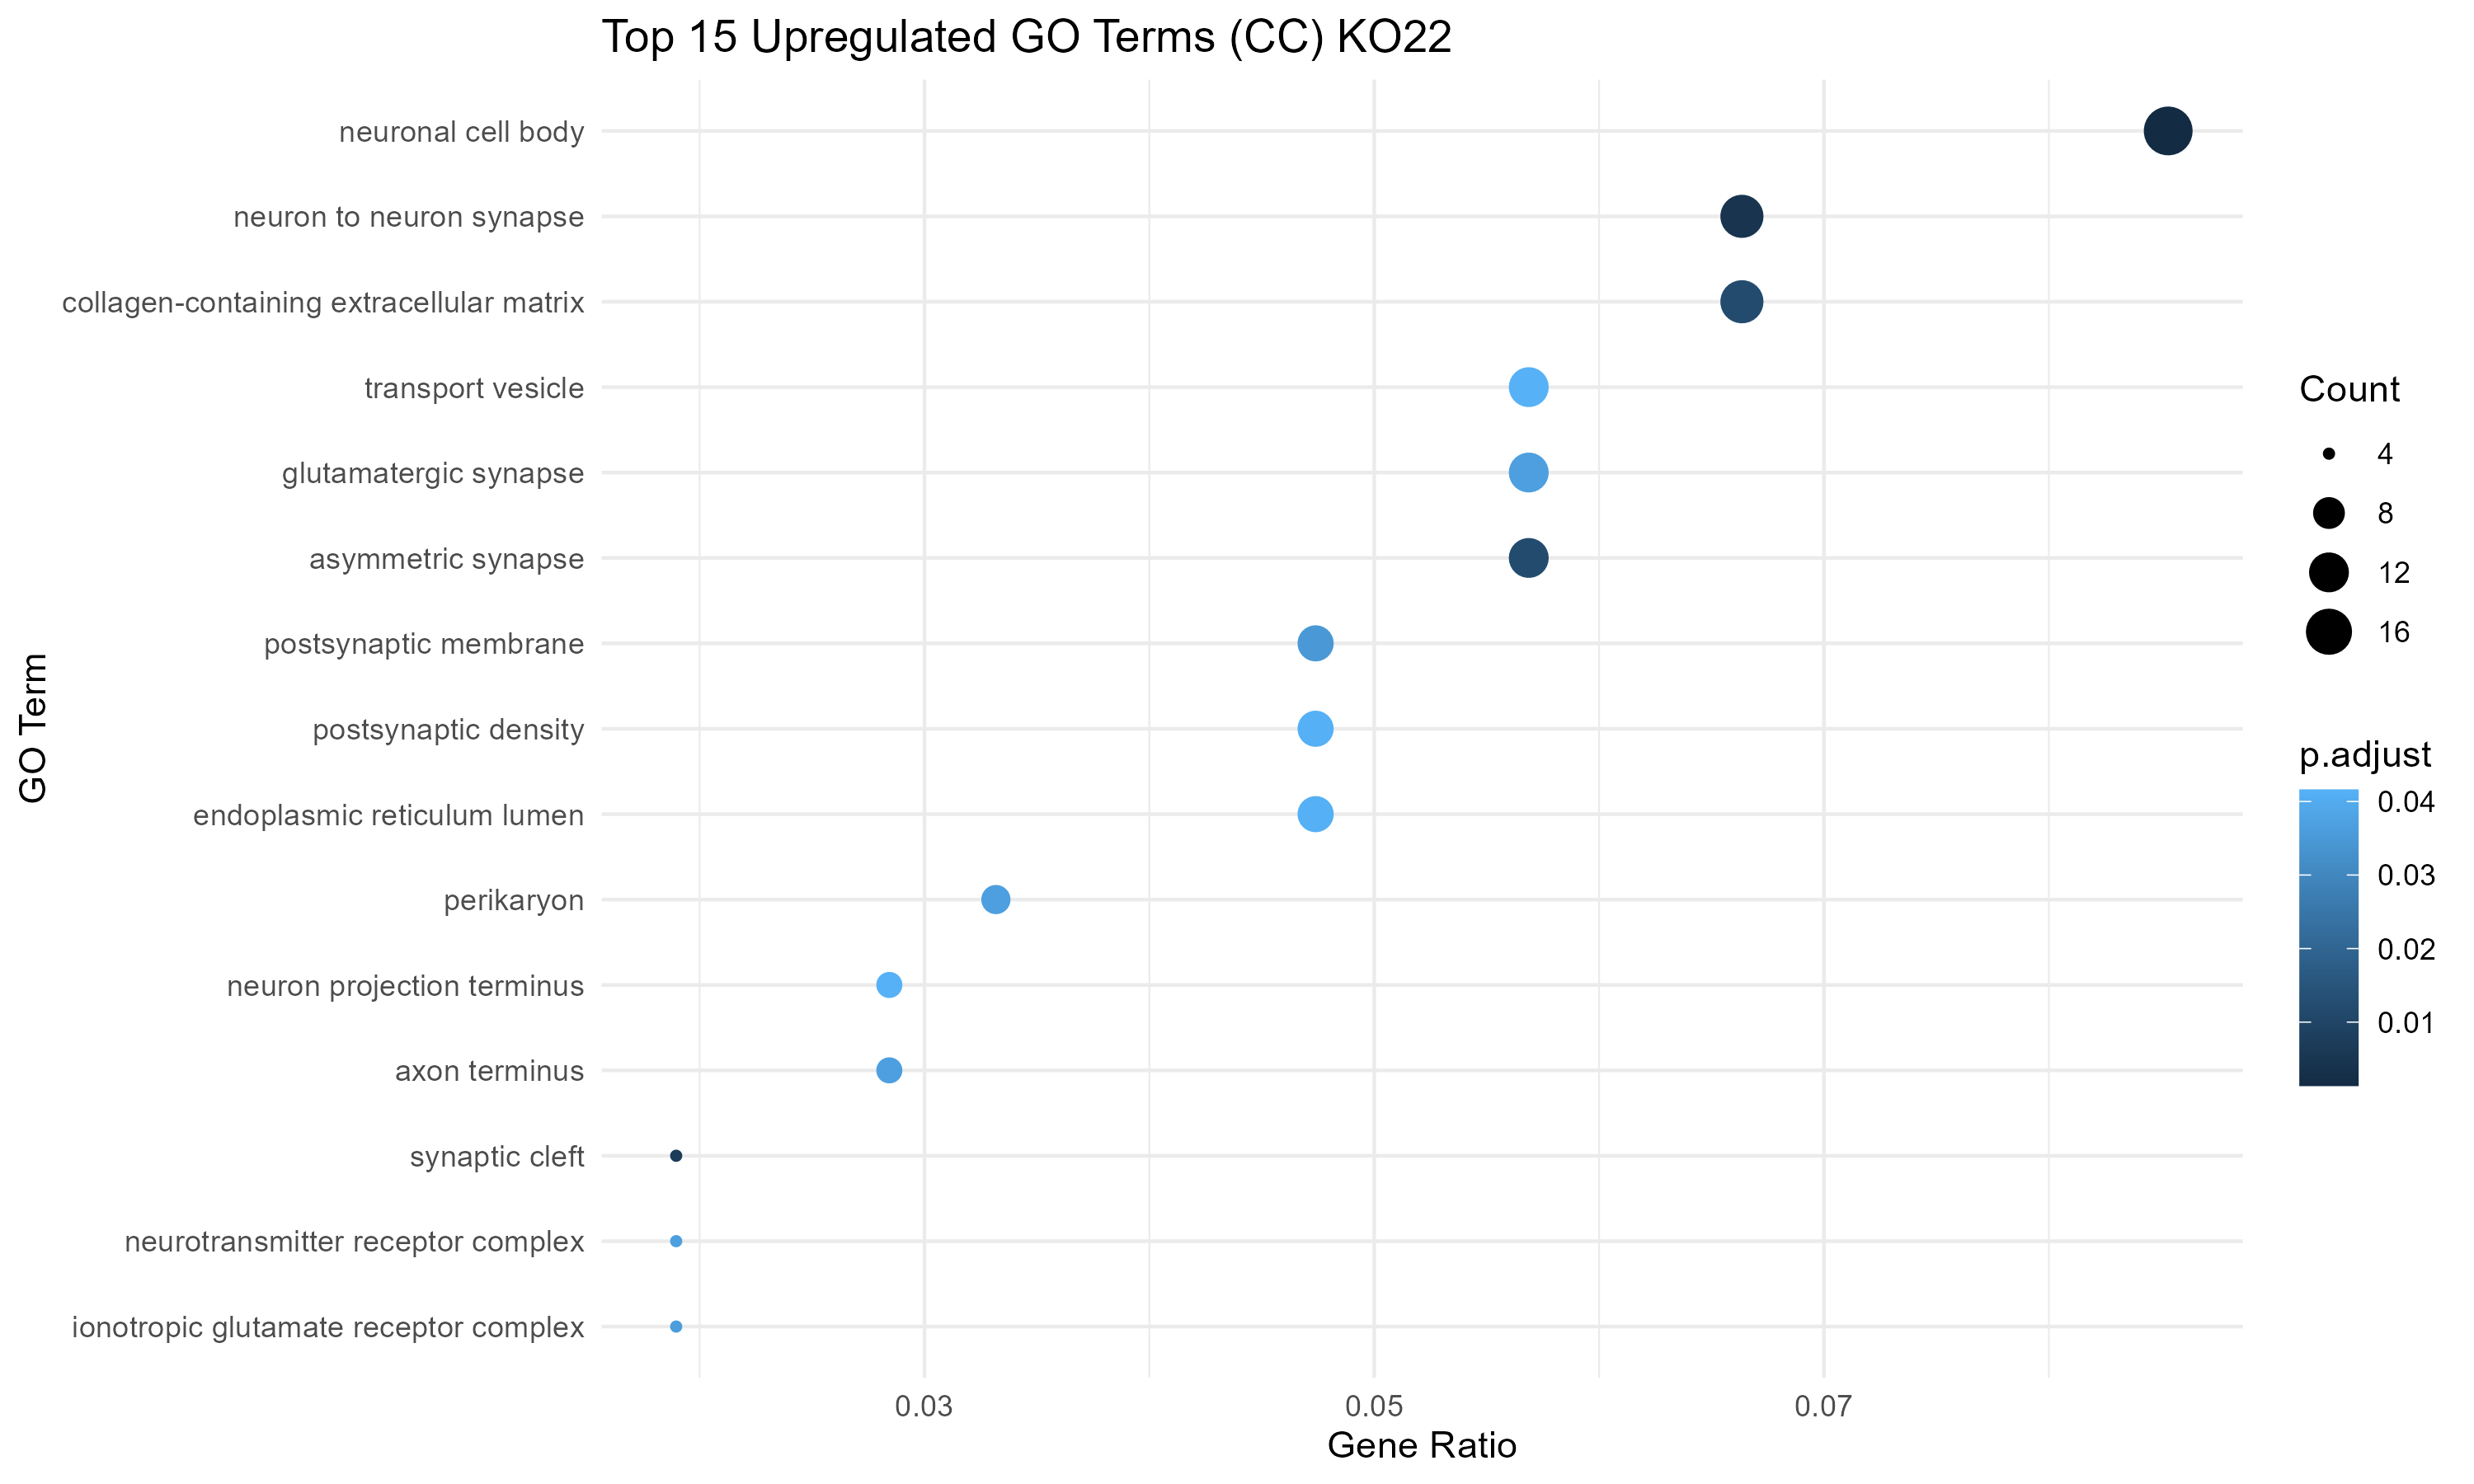 Top 15 Upregulated GO Terms (CC) KO22
GO Term
neuronal cell body
neuron to neuron synapse
collagen-containing extracellular matrix
transport vesicle
glutamatergic synapse
asymmetric synapse
postsynaptic membrane
postsynaptic density
endoplasmic reticulum lumen
perikaryon
neuron projection terminus
axon terminus
synaptic cleft
neurotransmitter receptor complex
ionotropic glutamate receptor complex
0.03
0.05
0.07
Gene Ratio
Count
4
8
12
16
p.adjust
0.04
0.03
0.02
0.01